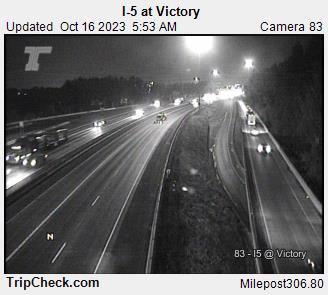 I-5 at Victory
Updated Oct 16 2023 5:53 AM Camera 83
T
N
83 - I5 @ Victory
TripCheck.com Milepost306.80